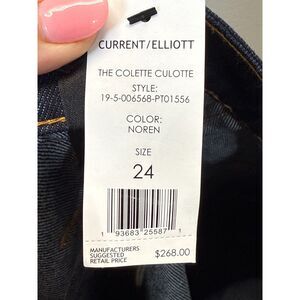 CURRENT/ELLIOTT
THE COLETTE CULOTTE
STYLE:
19-5-006568-PT01556
COLOR:
NOREN
SIZE
24
1 93683 25587 1
MANUFACTURERS
SUGGESTED
RETAIL PRICE
$268.00